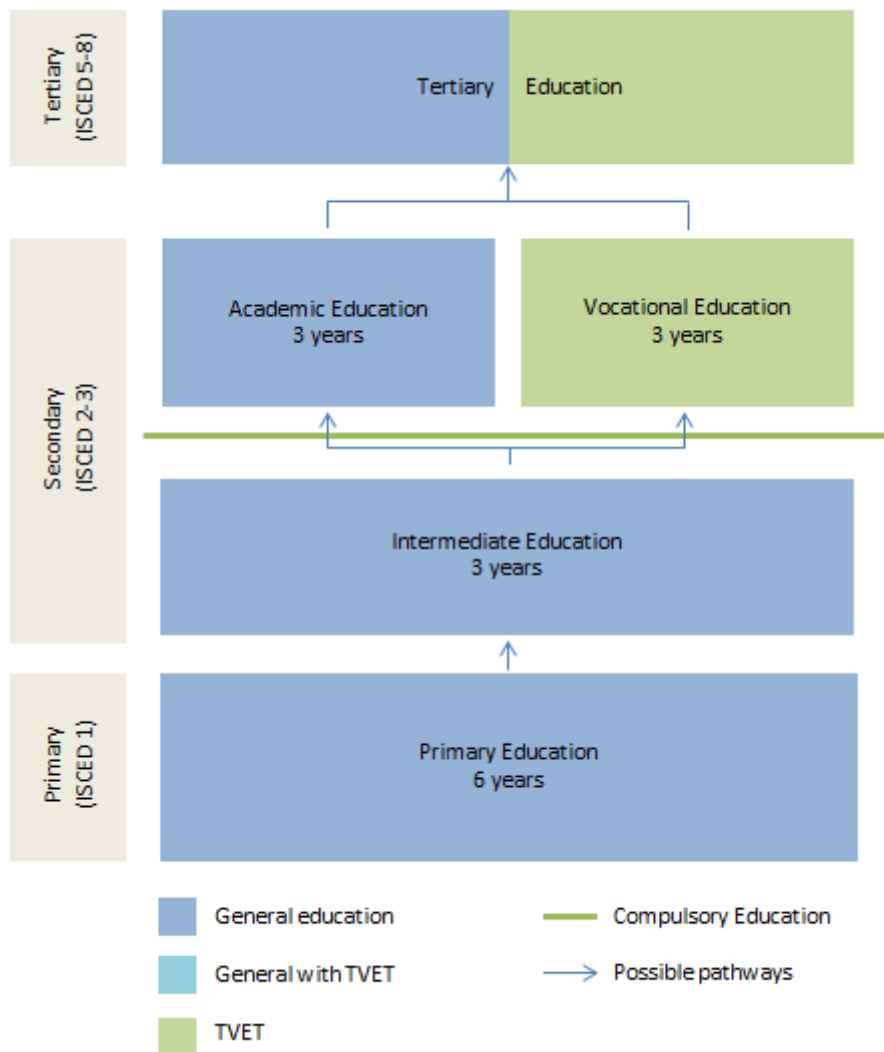 Tertiary
(ISCED 5-8)
Tertiary Education
Secondary
(ISCED 2-3)
Academic Education
3 years
Vocational Education
3 years
Intermediate Education
3 years
Primary
(ISCED 1)
Primary Education
6 years
General education
Compulsory Education
General with TVET
Possible pathways
TVET